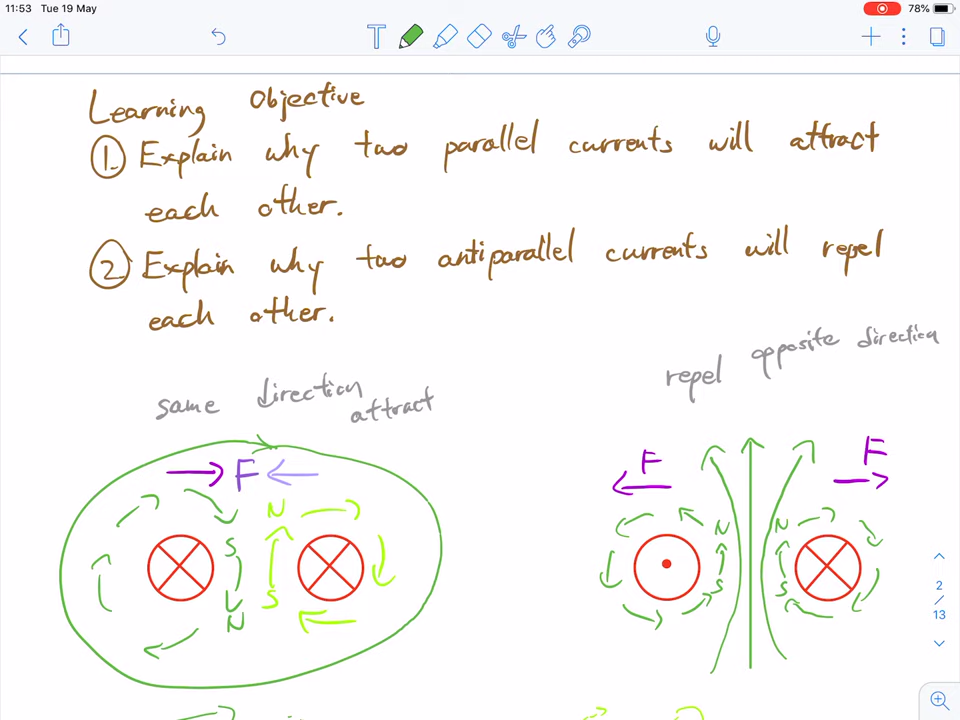 11:53 Tue 19 May
78%
Learning Objective
1. Explain why two parallel currents will attract
each other.
2 Explain why two antiparallel currents will repel
each other.
same direction attract
repel opposite direction
F
F
F
N
S
N
S
N
S
N
S
2
/
13